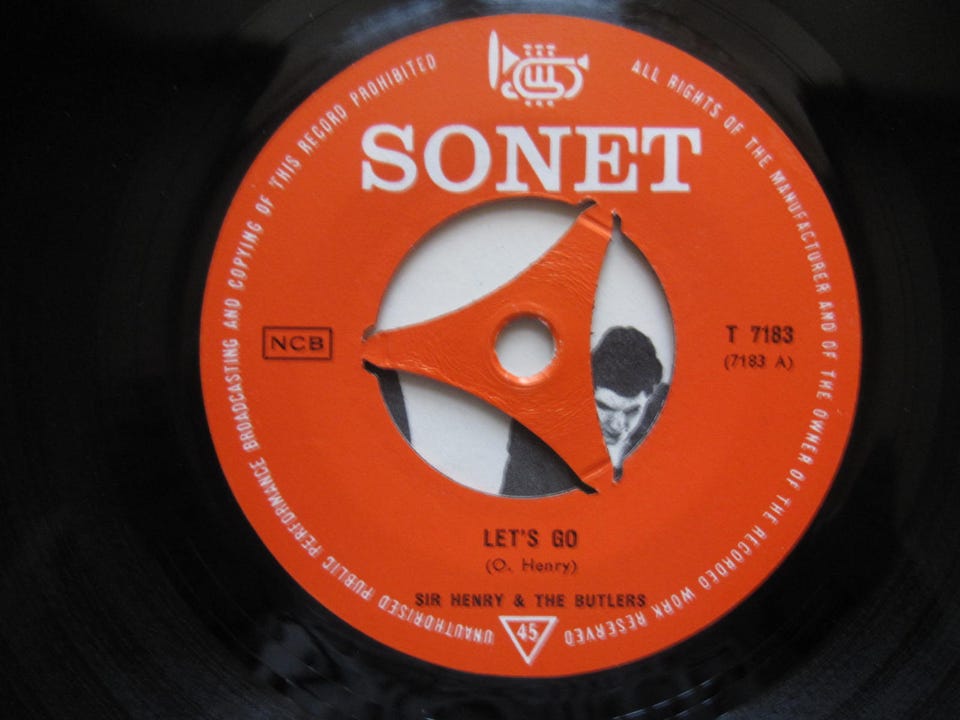 SONET
NCB
T 7183
(7183 A)
LET'S GO
(O. Henry)
SIR HENRY & THE BUTLERS
45
ALL RIGHTS OF THE MANUFACTURER AND OF THE OWNER OF THE RECORDED WORK RESERVED
UNAUTHORISED PUBLIC PERFORMANCE BROADCASTING AND COPYING OF THIS RECORD PROHIBITED